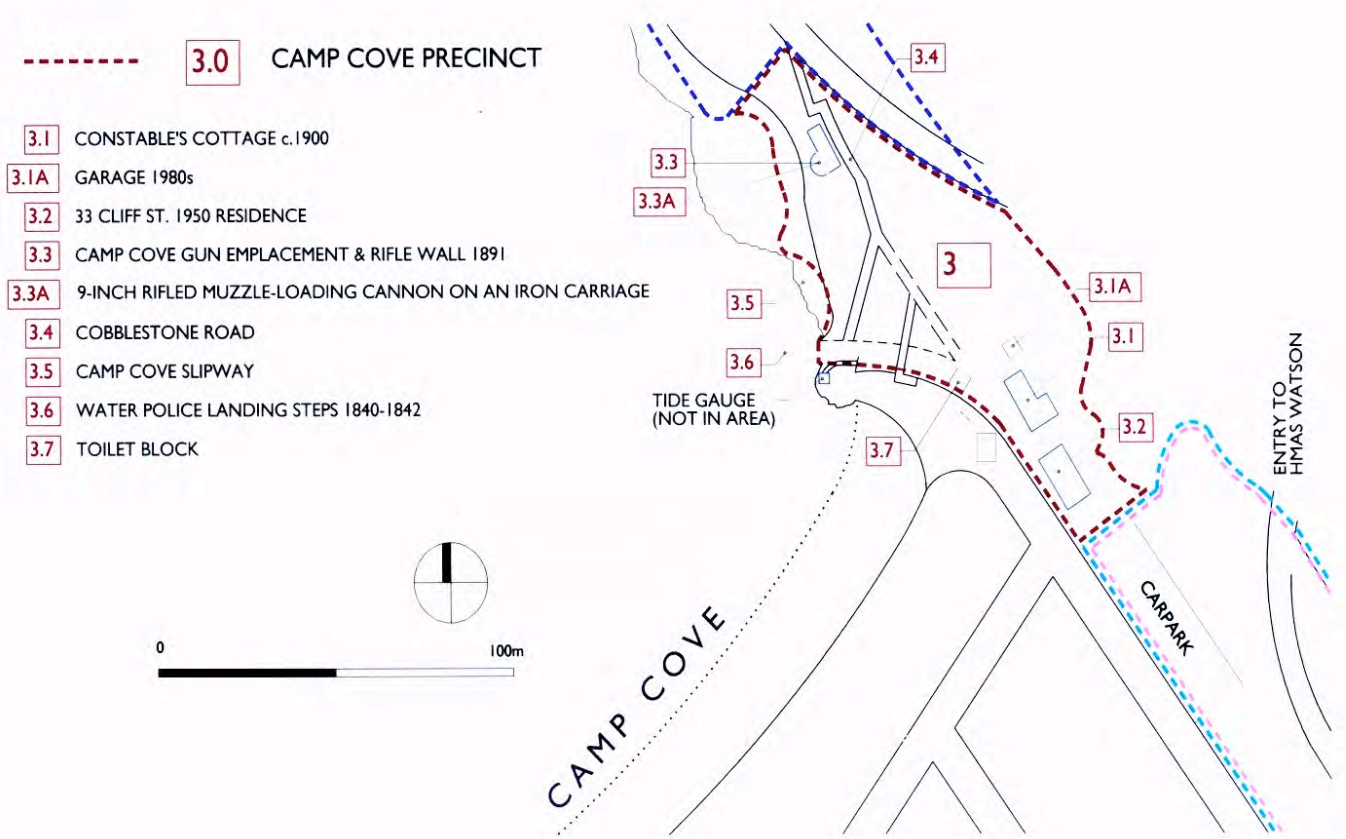 3.0 CAMP COVE PRECINCT
3.1 CONSTABLE'S COTTAGE c.1900
3.1A GARAGE 1980s
3.2 33 CLIFF ST. 1950 RESIDENCE
3.3 CAMP COVE GUN EMPLACEMENT & RIFLE WALL 1891
3.3A 9-INCH RIFLED MUZZLE-LOADING CANNON ON AN IRON CARRIAGE
3.4 COBBLESTONE ROAD
3.5 CAMP COVE SLIPWAY
3.6 WATER POLICE LANDING STEPS 1840-1842
3.7 TOILET BLOCK
0 100m
3.4
3.3
3.3A
3
3.1A
3.5
3.1
3.6
TIDE GAUGE
(NOT IN AREA)
3.2
3.7
ENTRY TO
HMAS WATSON
CARPARK
CAMP COVE